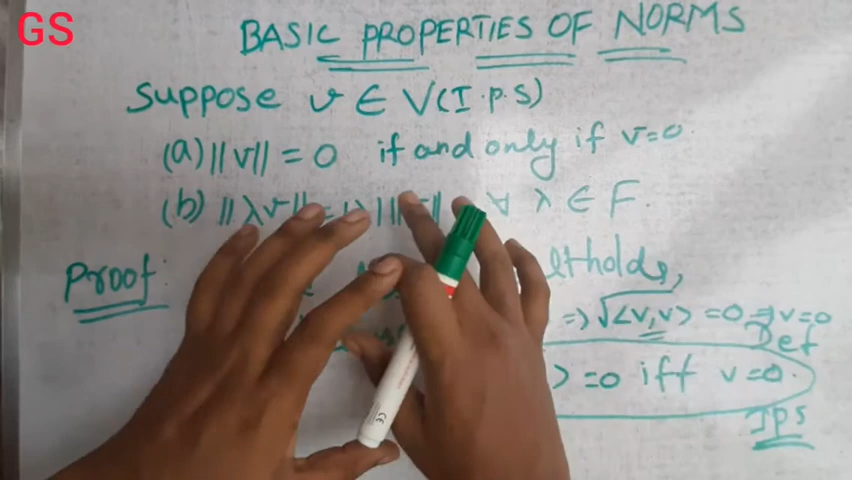 GS
BASIC PROPERTIES OF NORMS
Suppose v ∈ V(I.p.s)
(a) ||v|| = 0 if and only if v=0.
(b) ||λv|| = |λ| ||v|| ∀ λ ∈ F.
Proof
=> √<v,v> =0 => v=0
Def
> =0 iff v=0.
Ips